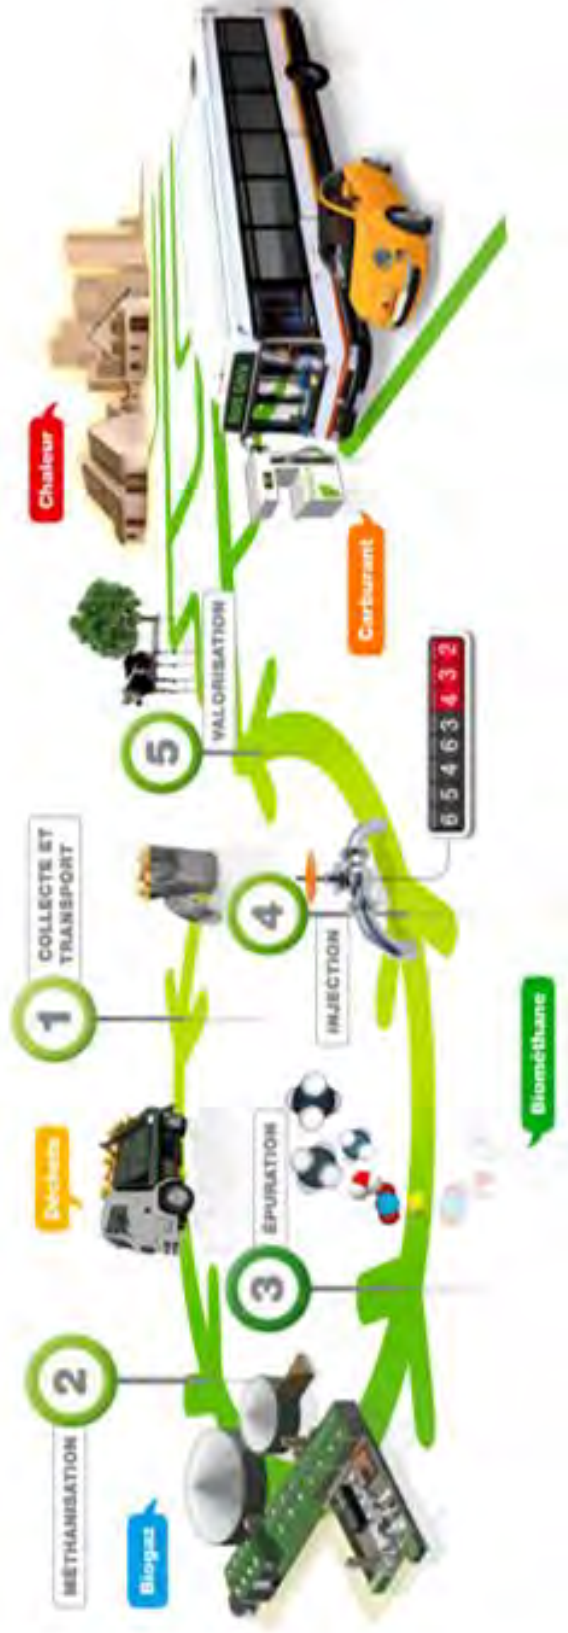 1
COLLECTE ET
TRANSPORT
Déchets
2
MÉTHANISATION
Biogaz
3
ÉPURATION
Biométhane
4
INJECTION
6 5 4 6 3 4 3 2
5
VALORISATION
Chaleur
Carburant